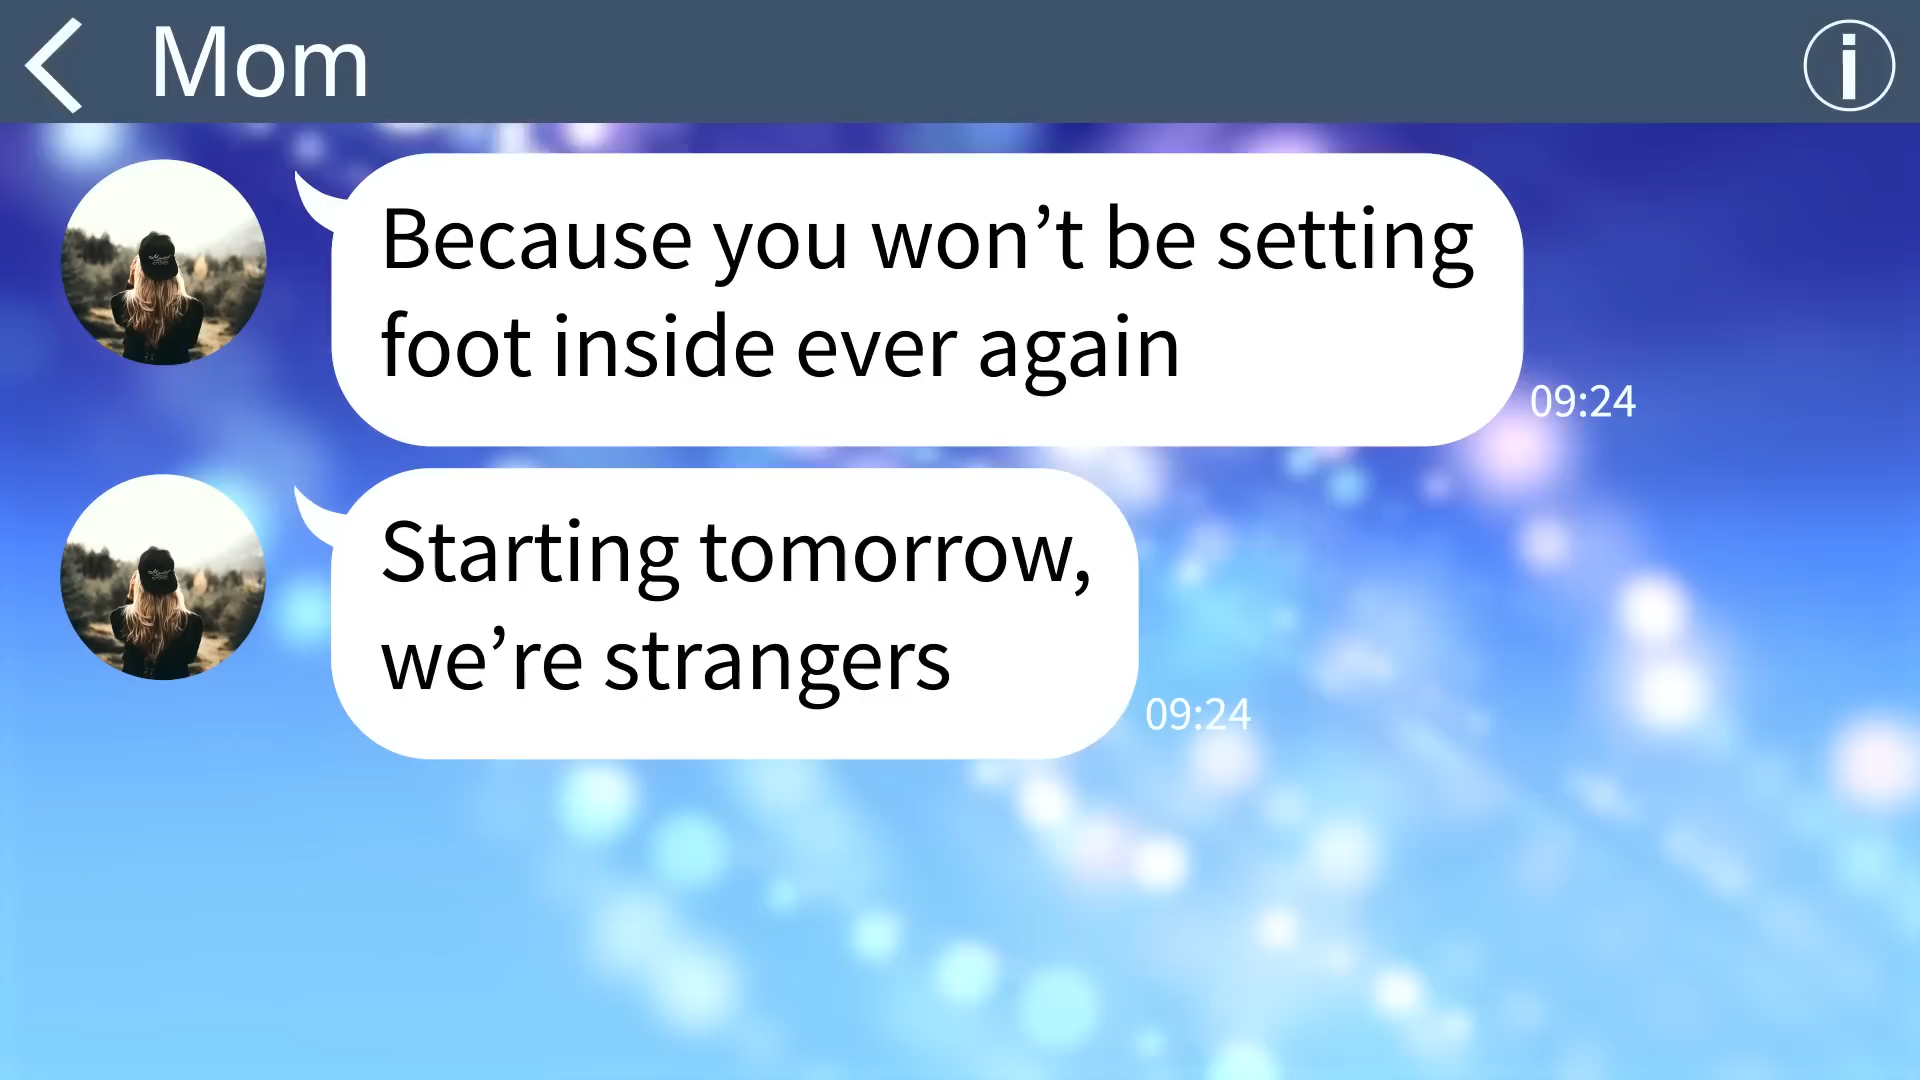 Mom
Because you won’t be setting
foot inside ever again
09:24
Starting tomorrow,
we’re strangers
09:24